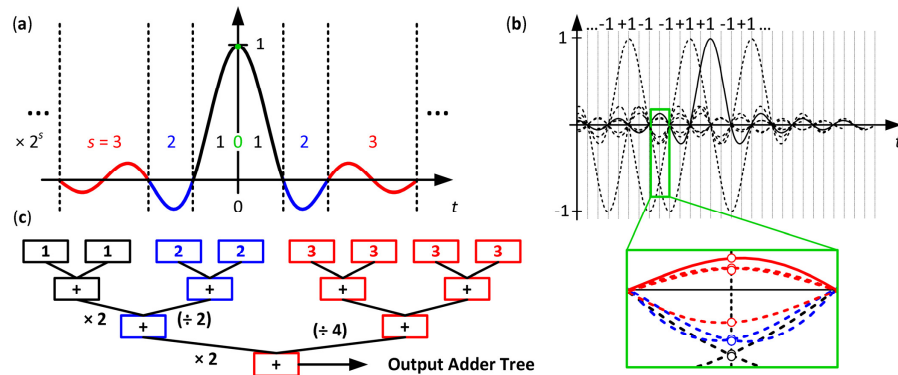 (a)
1
...
...
× 2^s
s = 3
2
1
0
1
2
3
0
t
(b)
...-1 +1 -1 -1 +1 +1 -1 +1 ...
1
-1
t
(c)
1 1 2 2 3 3 3 3
+ + + +
× 2 (÷ 2) (÷ 4)
+ +
× 2
+ Output Adder Tree